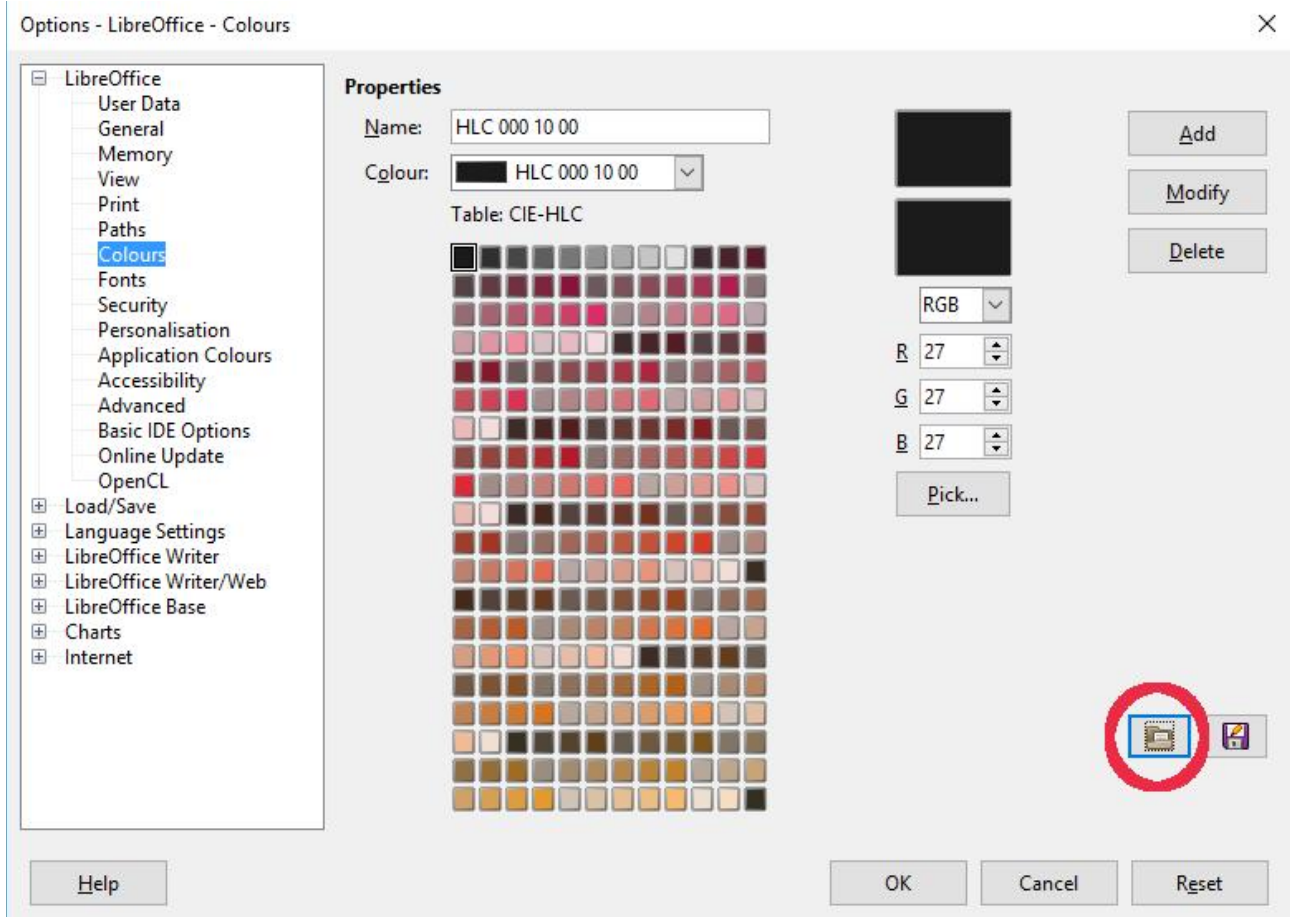 Options - LibreOffice - Colours
LibreOffice
User Data
General
Memory
View
Print
Paths
Colours
Fonts
Security
Personalisation
Application Colours
Accessibility
Advanced
Basic IDE Options
Online Update
OpenCL
Load/Save
Language Settings
LibreOffice Writer
LibreOffice Writer/Web
LibreOffice Base
Charts
Internet
Properties
Name: HLC 000 10 00
Colour: HLC 000 10 00
Table: CIE-HLC
RGB
R 27
G 27
B 27
Pick...
Add
Modify
Delete
Help
OK
Cancel
Reset